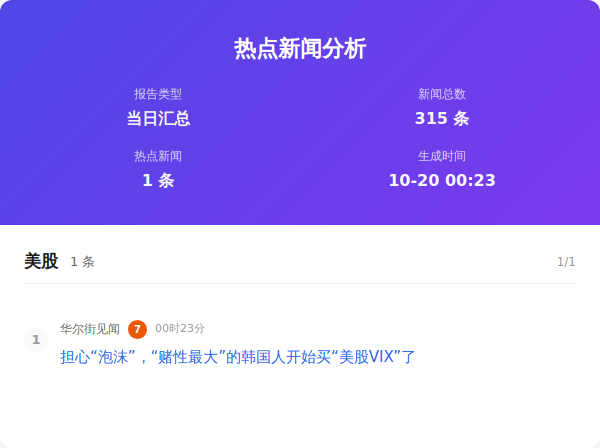 热点新闻分析
报告类型
新闻总数
当日汇总
315 条
热点新闻
生成时间
1 条
10-20 00:23
美股 1 条 1/1
1 华尔街见闻 7 00时23分
担心“泡沫”，“赌性最大”的韩国人开始买“美股VIX”了